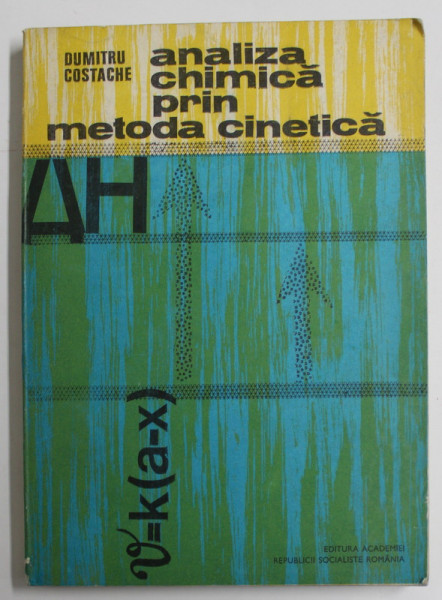 DUMITRU
COSTACHE
analiza
chimică
prin
metoda cinetică
ΔH
v=k(a-x)
EDITURA ACADEMIEI
REPUBLICII SOCIALISTE ROMÂNIA